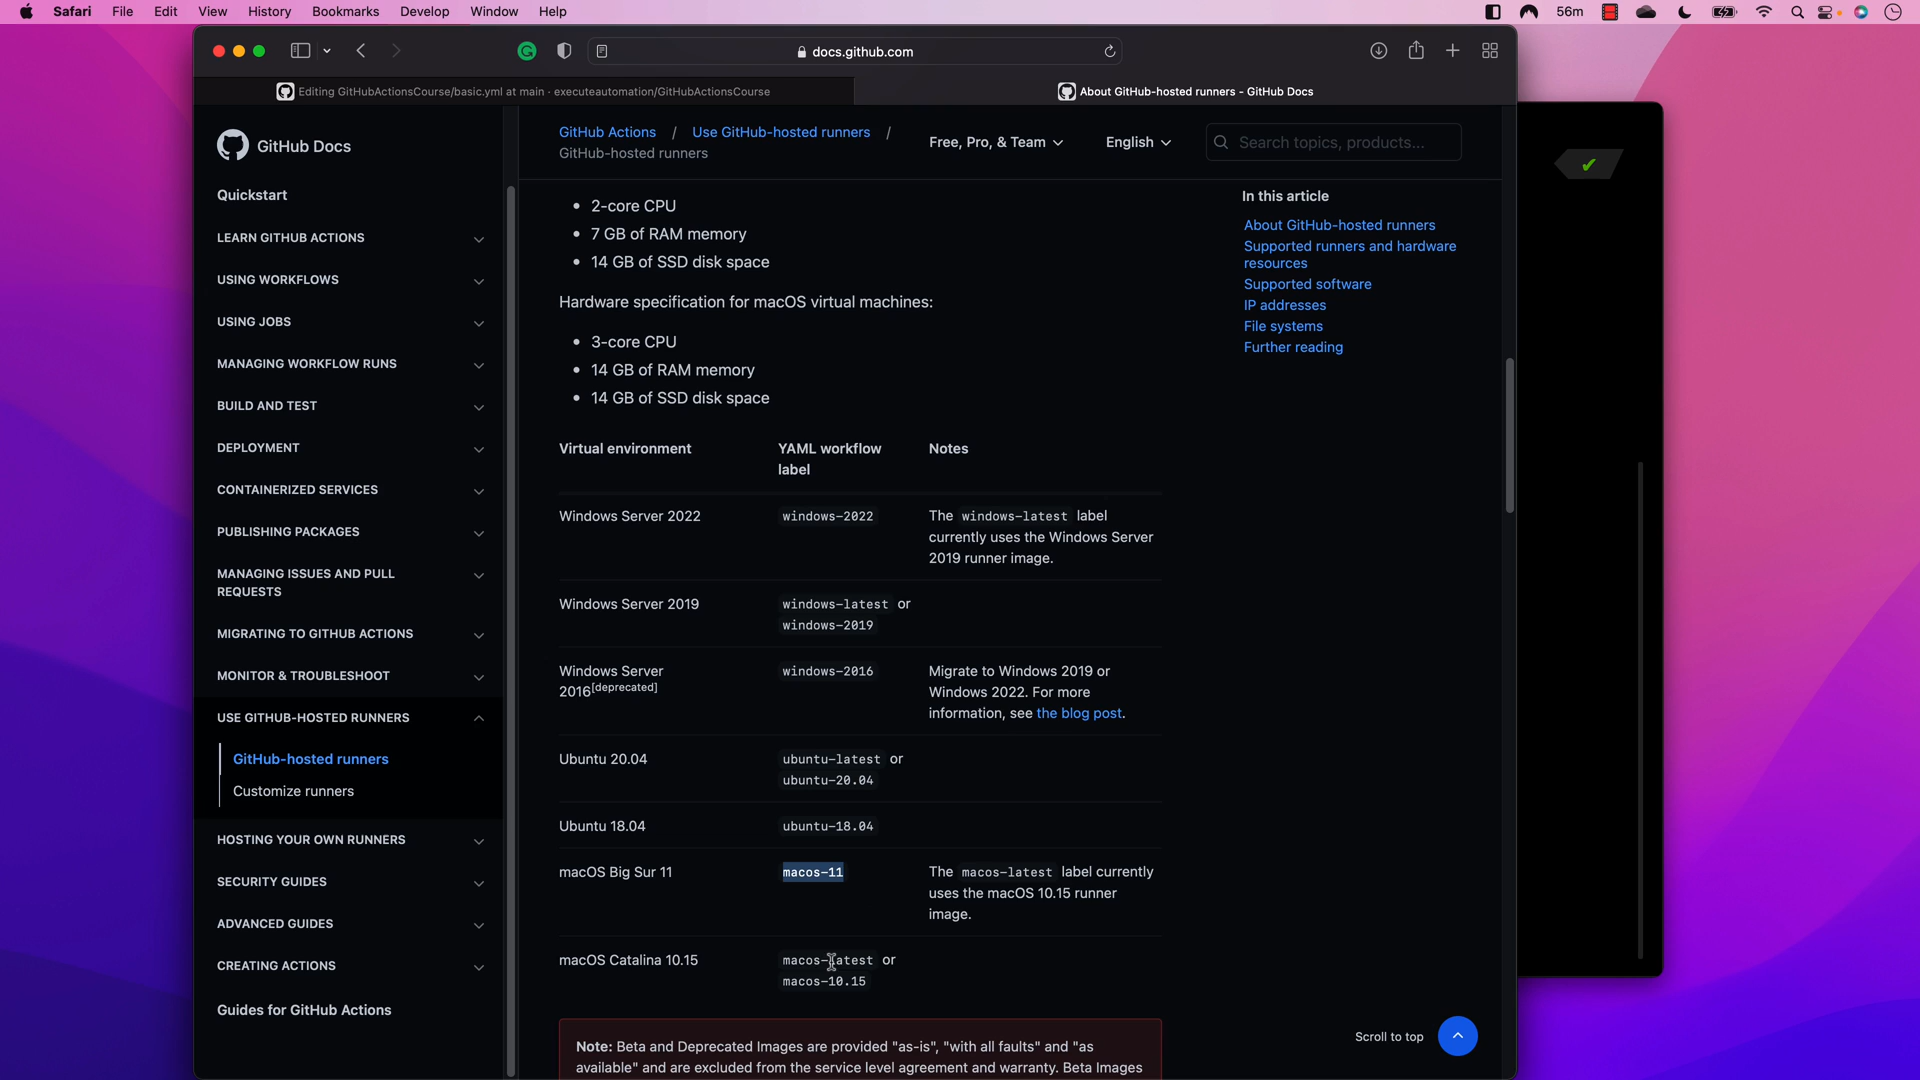 Safari File Edit View History Bookmarks Develop Window Help 56m
docs.github.com
Editing GitHubActionsCourse/basic.yml at main · executeautomation/GitHubActionsCourse
About GitHub-hosted runners - GitHub Docs
GitHub Docs
Quickstart
LEARN GITHUB ACTIONS
USING WORKFLOWS
USING JOBS
MANAGING WORKFLOW RUNS
BUILD AND TEST
DEPLOYMENT
CONTAINERIZED SERVICES
PUBLISHING PACKAGES
MANAGING ISSUES AND PULL
REQUESTS
MIGRATING TO GITHUB ACTIONS
MONITOR & TROUBLESHOOT
USE GITHUB-HOSTED RUNNERS
GitHub-hosted runners
Customize runners
HOSTING YOUR OWN RUNNERS
SECURITY GUIDES
ADVANCED GUIDES
CREATING ACTIONS
Guides for GitHub Actions
GitHub Actions / Use GitHub-hosted runners /
GitHub-hosted runners
Free, Pro, & Team
English
Search topics, products...
2-core CPU
7 GB of RAM memory
14 GB of SSD disk space
Hardware specification for macOS virtual machines:
3-core CPU
14 GB of RAM memory
14 GB of SSD disk space
Virtual environment
YAML workflow
label
Notes
Windows Server 2022
windows-2022
The windows-latest label
currently uses the Windows Server
2019 runner image.
Windows Server 2019
windows-latest or
windows-2019
Windows Server
2016[deprecated]
windows-2016
Migrate to Windows 2019 or
Windows 2022. For more
information, see the blog post.
Ubuntu 20.04
ubuntu-latest or
ubuntu-20.04
Ubuntu 18.04
ubuntu-18.04
macOS Big Sur 11
macos-11
The macos-latest label currently
uses the macOS 10.15 runner
image.
macOS Catalina 10.15
macos-latest or
macos-10.15
Note: Beta and Deprecated Images are provided "as-is", "with all faults" and "as
available" and are excluded from the service level agreement and warranty. Beta Images
In this article
About GitHub-hosted runners
Supported runners and hardware
resources
Supported software
IP addresses
File systems
Further reading
Scroll to top